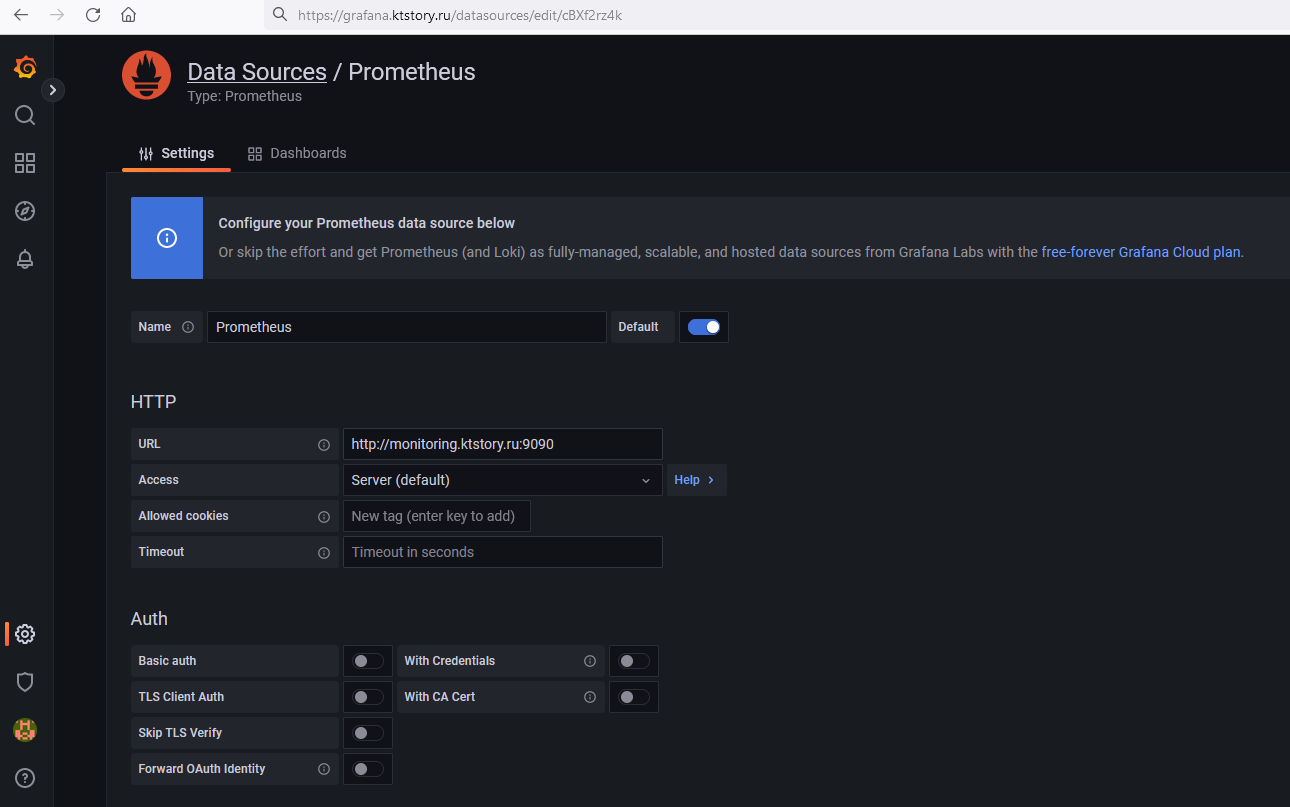 https://grafana.ktstory.ru/datasources/edit/cBXf2rz4k
Data Sources / Prometheus
Type: Prometheus
Settings
Dashboards
Configure your Prometheus data source below
Or skip the effort and get Prometheus (and Loki) as fully-managed, scalable, and hosted data sources from Grafana Labs with the free-forever Grafana Cloud plan.
Name
Prometheus
Default
HTTP
URL
http://monitoring.ktstory.ru:9090
Access
Server (default)
Help
Allowed cookies
New tag (enter key to add)
Timeout
Timeout in seconds
Auth
Basic auth
With Credentials
TLS Client Auth
With CA Cert
Skip TLS Verify
Forward OAuth Identity